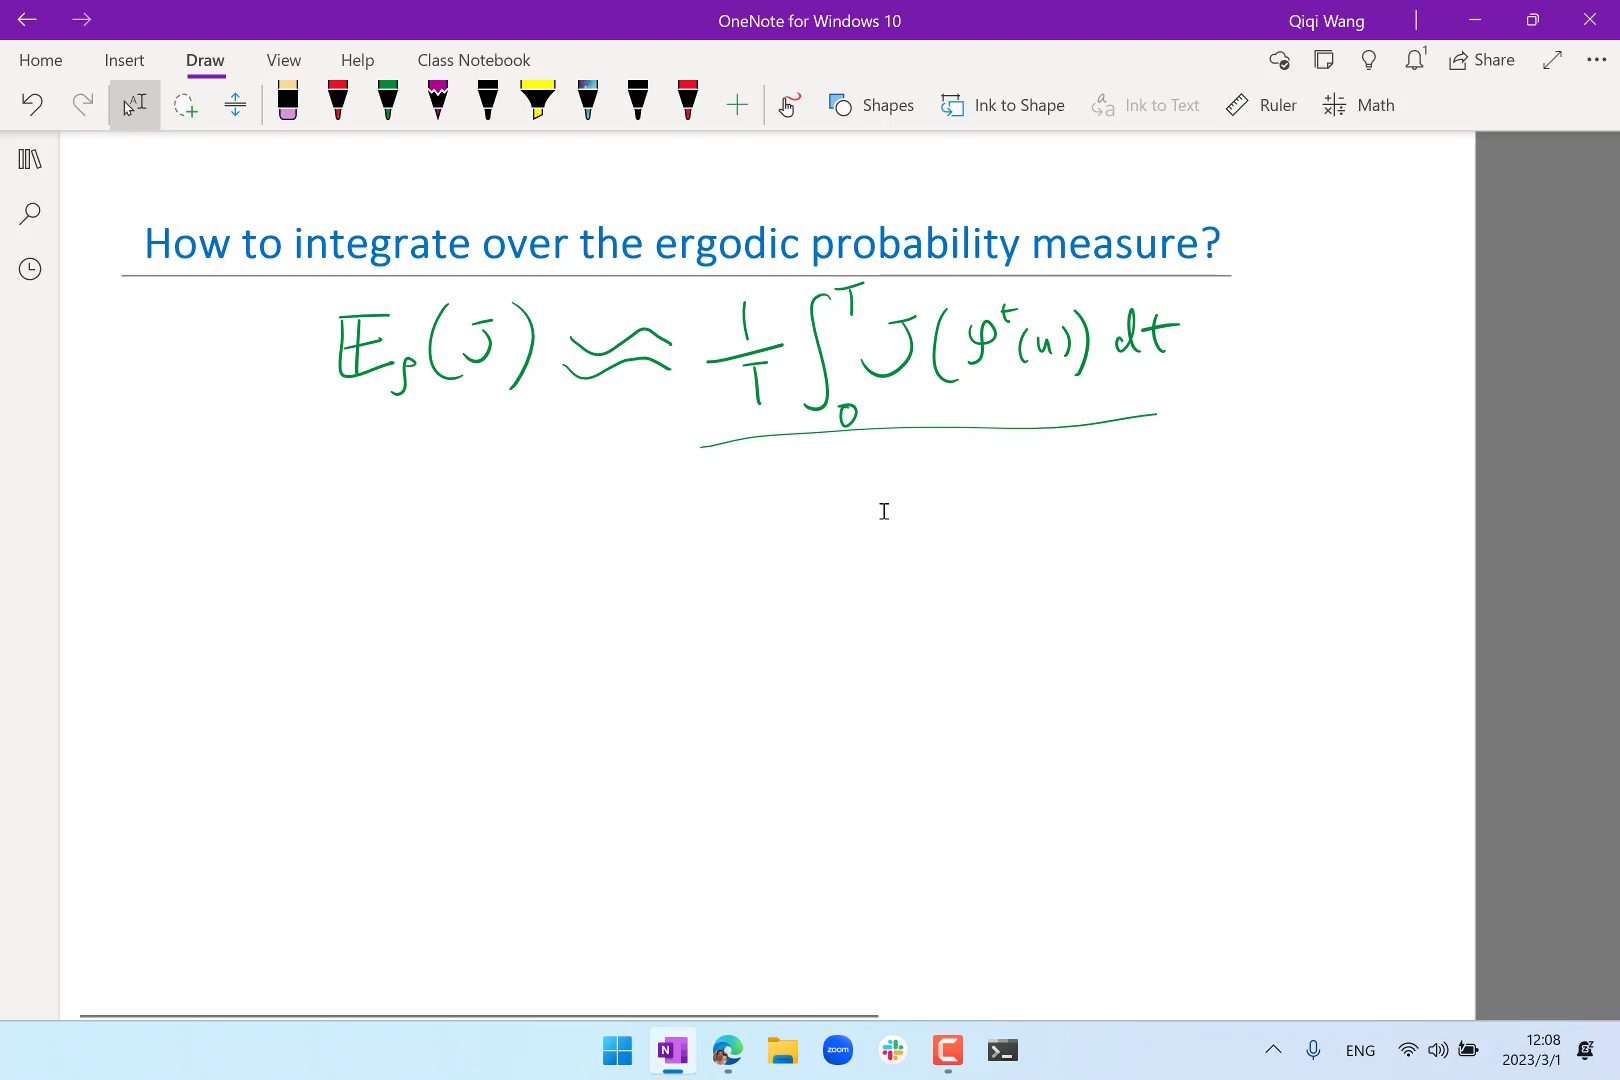 OneNote for Windows 10
Qiqi Wang
Home Insert Draw View Help Class Notebook
1
Share
Shapes Ink to Shape Ink to Text Ruler Math
How to integrate over the ergodic probability measure?
𝔼ρ(J) ≈ 1/T ∫₀ᵀ J(φᵗ(u)) dt
zoom
ENG
12:08
2023/3/1